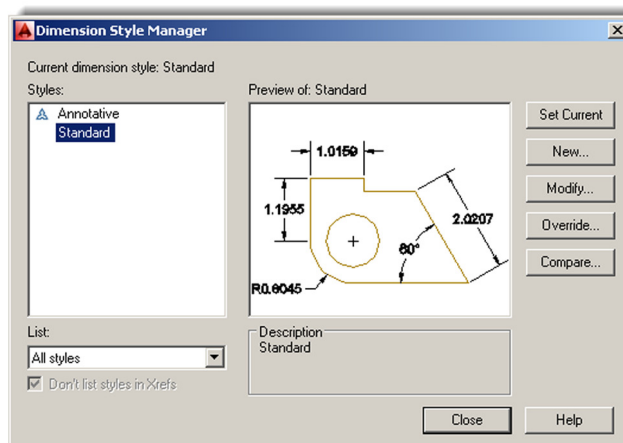 Dimension Style Manager
Current dimension style: Standard
Styles:
Annotative
Standard
Preview of: Standard
1.0159
1.1955
2.0207
60°
R0.8045
Set Current
New...
Modify...
Override...
Compare...
List:
All styles
Don't list styles in Xrefs
Description
Standard
Close
Help